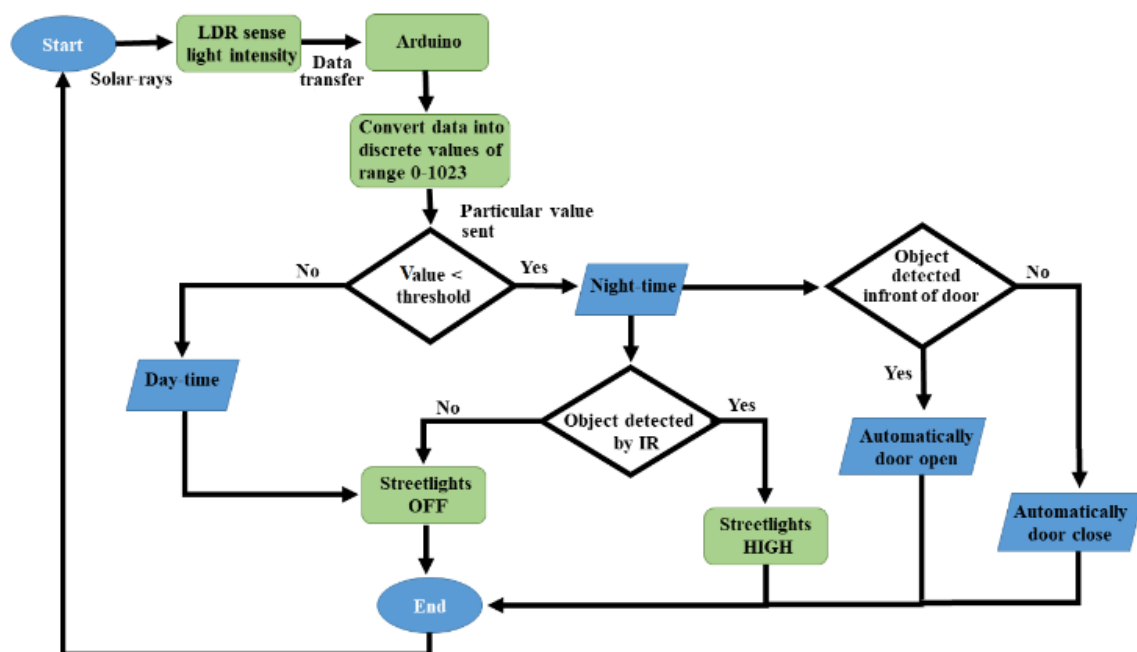 Start
Solar-rays
LDR sense
light intensity
Data
transfer
Arduino
Convert data into
discrete values of
range 0-1023
Particular value
sent
Value <
threshold
No
Yes
Night-time
Object
detected
infront of door
No
Yes
Day-time
No
Object detected
by IR
Yes
Automatically
door open
Streetlights
OFF
Streetlights
HIGH
Automatically
door close
End